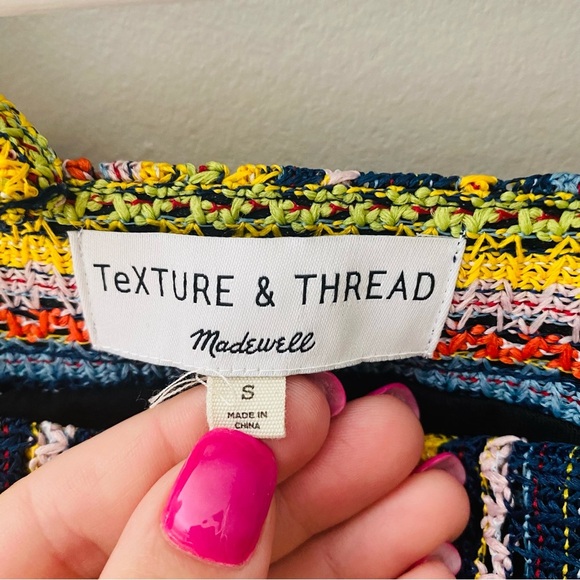 TeXTURE & THREAD
Madewell
S
MADE IN
CHINA